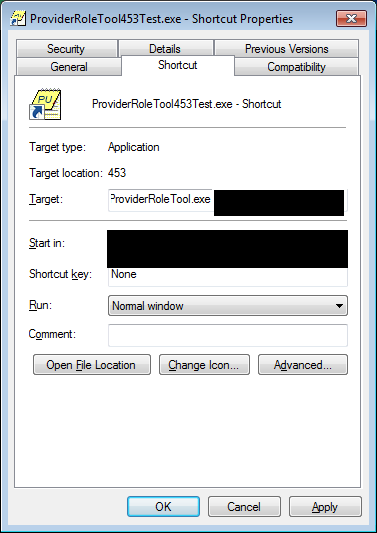 ProviderRoleTool453Test.exe - Shortcut Properties
Security Details Previous Versions
General Shortcut Compatibility
PU
ProviderRoleTool453Test.exe - Shortcut
Target type: Application
Target location: 453
Target: ProviderRoleTool.exe
Start in:
Shortcut key: None
Run: Normal window
Comment:
Open File Location Change Icon... Advanced...
OK Cancel Apply